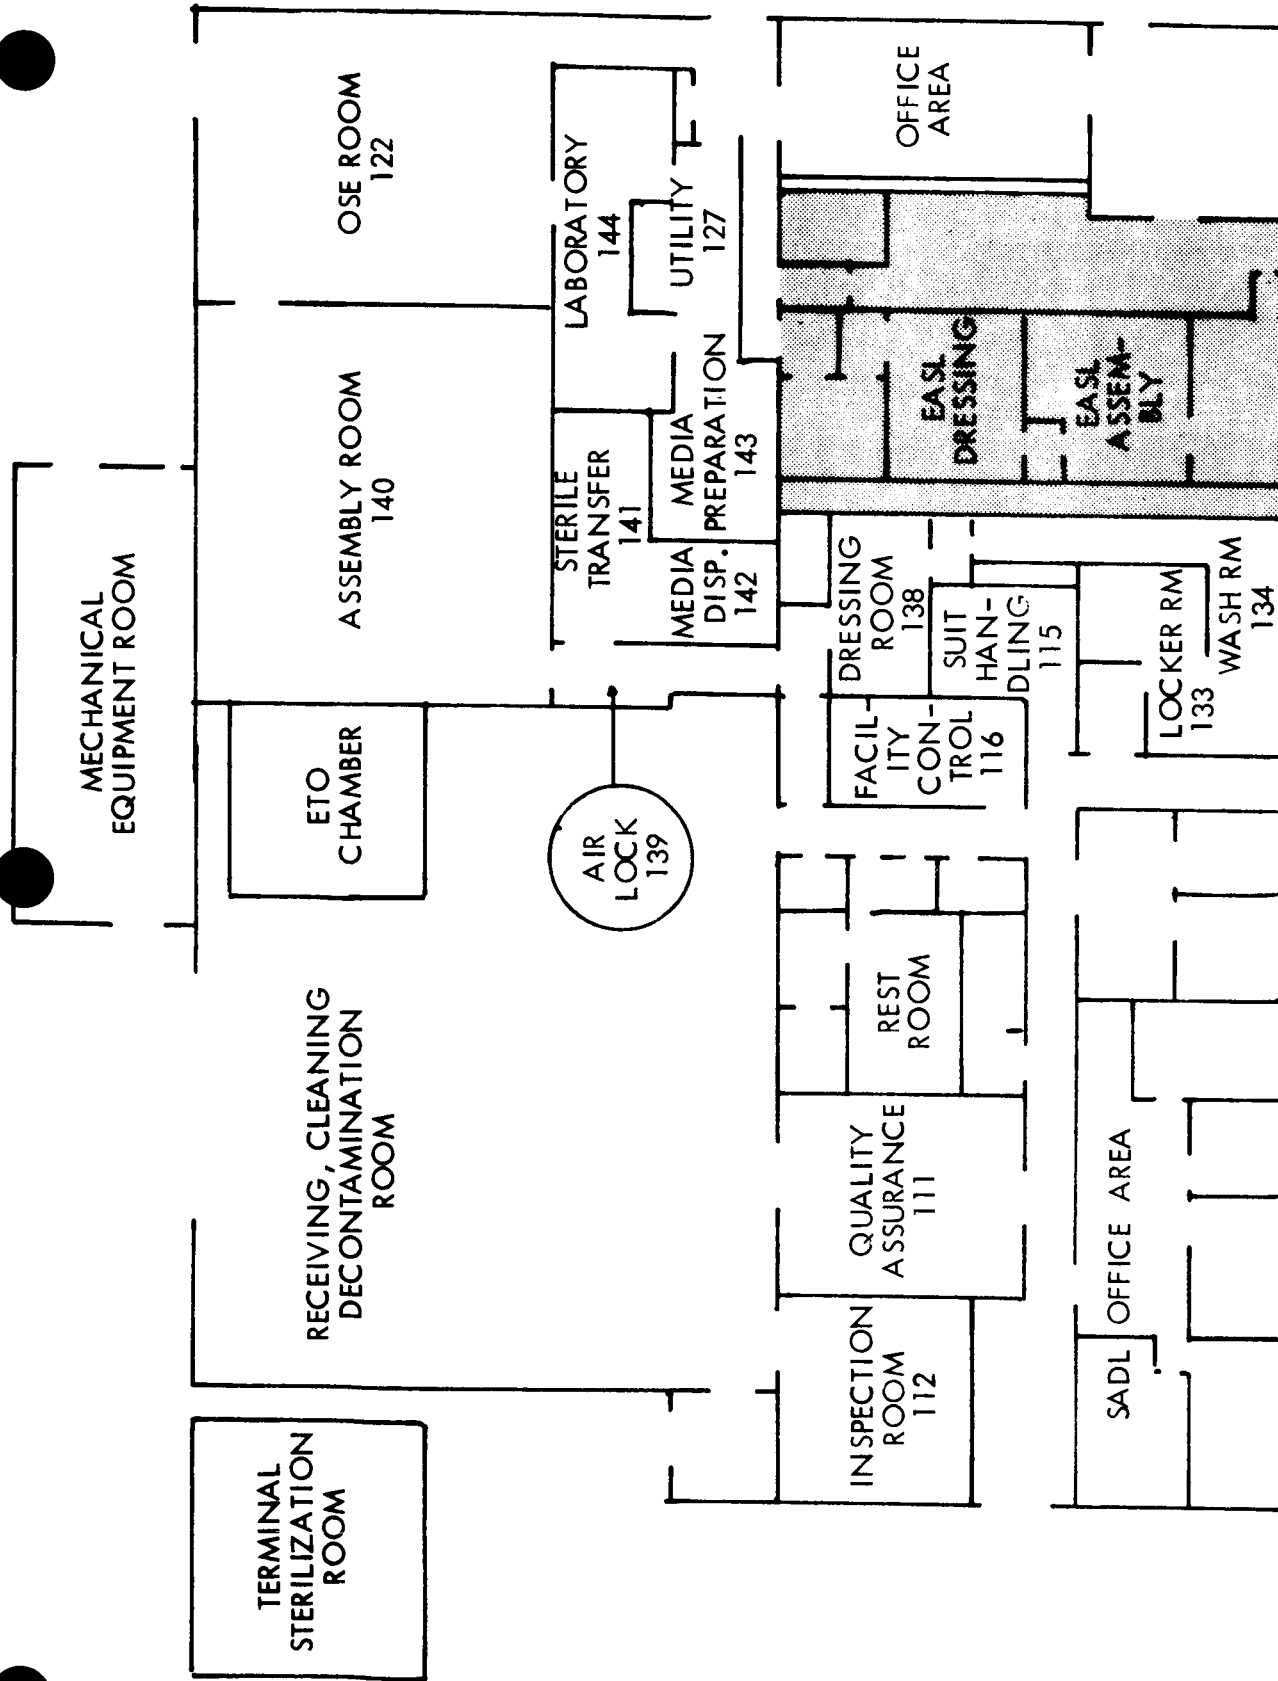 MECHANICAL
EQUIPMENT ROOM
TERMINAL
STERILIZATION
ROOM
RECEIVING, CLEANING
DECONTAMINATION
ROOM
ETO
CHAMBER
ASSEMBLY ROOM
140
OSE ROOM
122
AIR
LOCK
139
STERILE
TRANSFER
141
LABORATORY
144
MEDIA
DISP.
142
MEDIA
PREPARATION
143
UTILITY
127
INSPECTION
ROOM
112
QUALITY
ASSURANCE
111
REST
ROOM
FACIL-
ITY
CON-
TROL
116
DRESSING
ROOM
138
SUIT
HAN-
DLING
115
EASL
DRESSING
EASL
ASSEM-
BLY
OFFICE
AREA
SADL OFFICE AREA
LOCKER RM
133
WASH RM
134